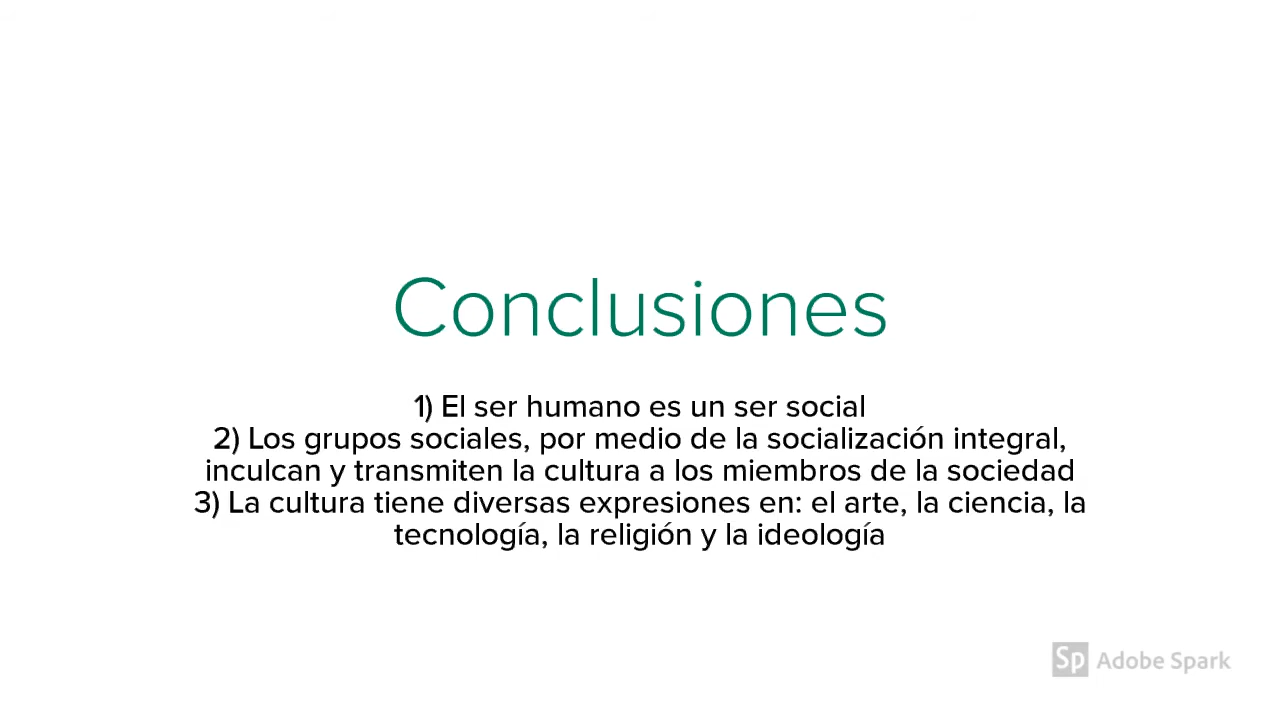 Conclusiones
1) El ser humano es un ser social
2) Los grupos sociales, por medio de la socialización integral,
inculcan y transmiten la cultura a los miembros de la sociedad
3) La cultura tiene diversas expresiones en: el arte, la ciencia, la
tecnología, la religión y la ideología
Sp Adobe Spark